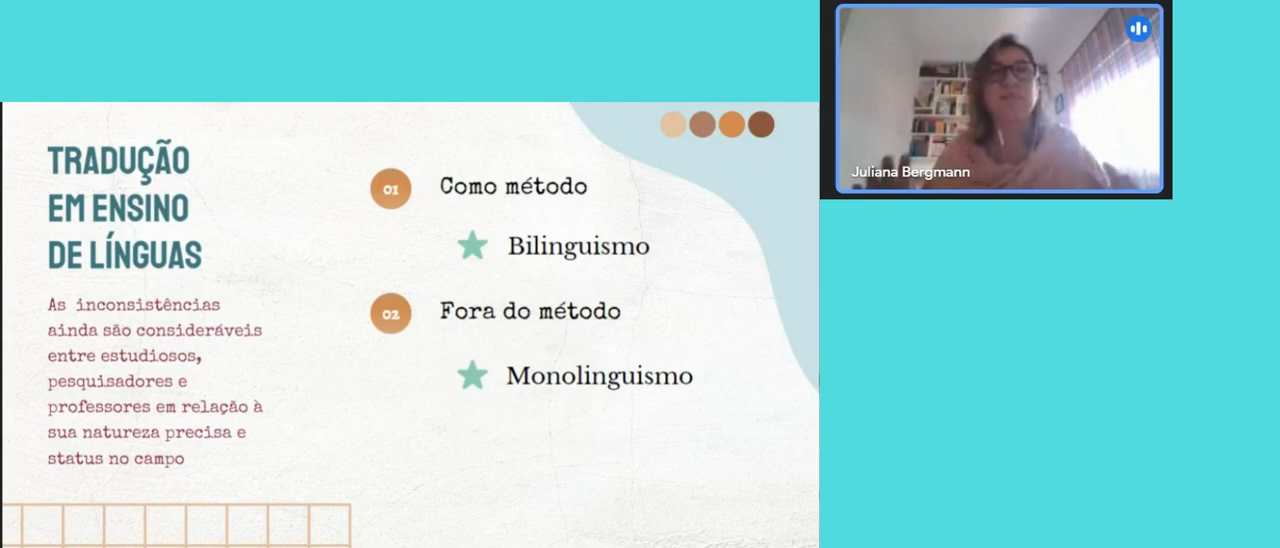 TRADUÇÃO
EM ENSINO
DE LÍNGUAS
As inconsistências
ainda são consideráveis
entre estudiosos,
pesquisadores e
professores em relação à
sua natureza precisa e
status no campo
01 Como método
Bilinguismo
02 Fora do método
Monolinguismo
Juliana Bergmann